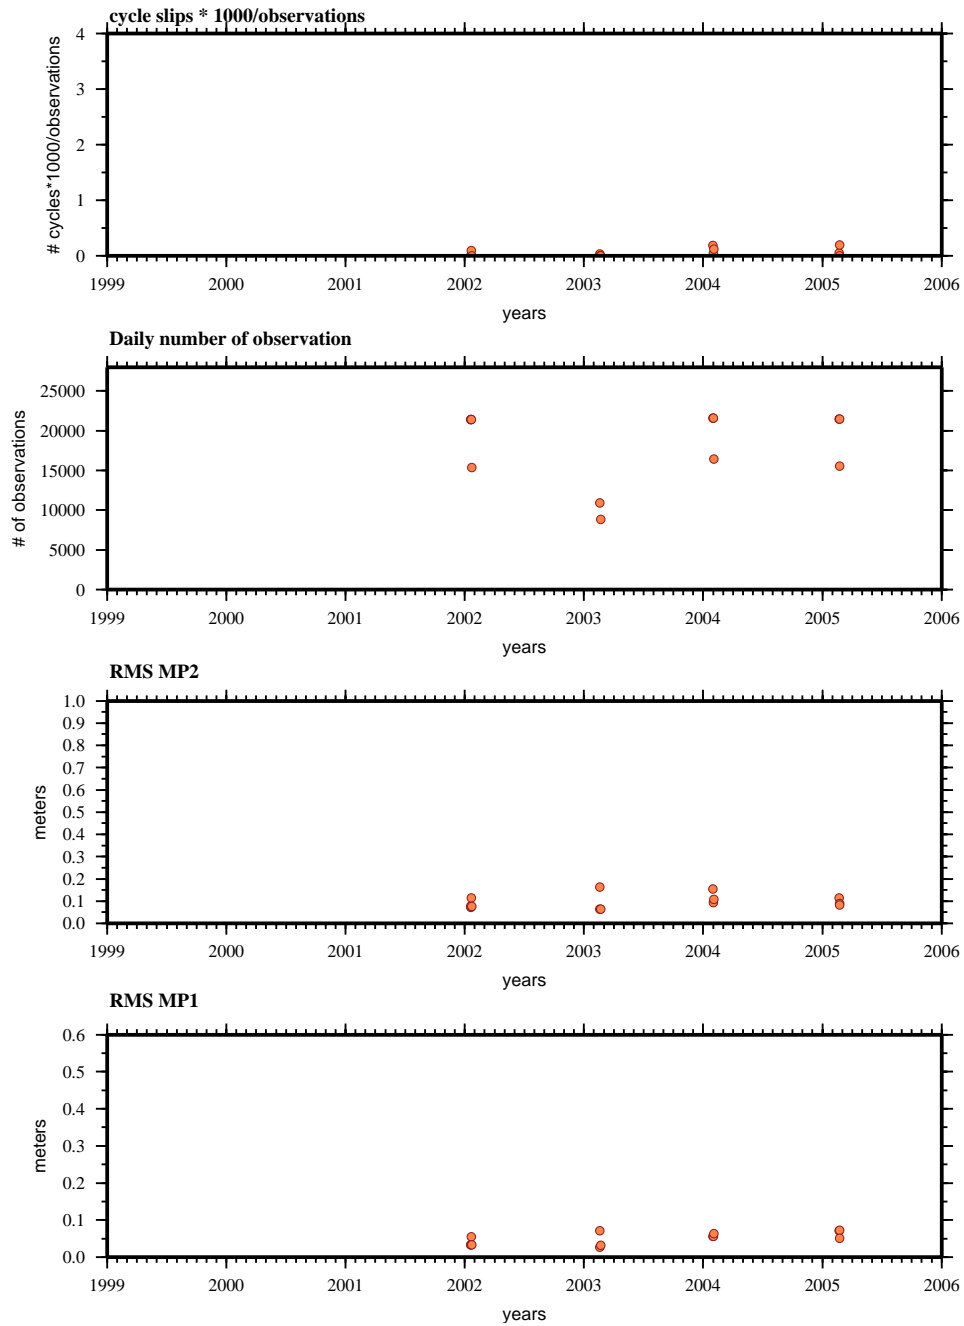 cycle slips * 1000/observations
# cycles*1000/observations
4
3
2
1
0
1999 2000 2001 2002 2003 2004 2005 2006
years
Daily number of observation
# of observations
25000
20000
15000
10000
5000
0
1999 2000 2001 2002 2003 2004 2005 2006
years
RMS MP2
meters
1.0
0.9
0.8
0.7
0.6
0.5
0.4
0.3
0.2
0.1
0.0
1999 2000 2001 2002 2003 2004 2005 2006
years
RMS MP1
meters
0.6
0.5
0.4
0.3
0.2
0.1
0.0
1999 2000 2001 2002 2003 2004 2005 2006
years